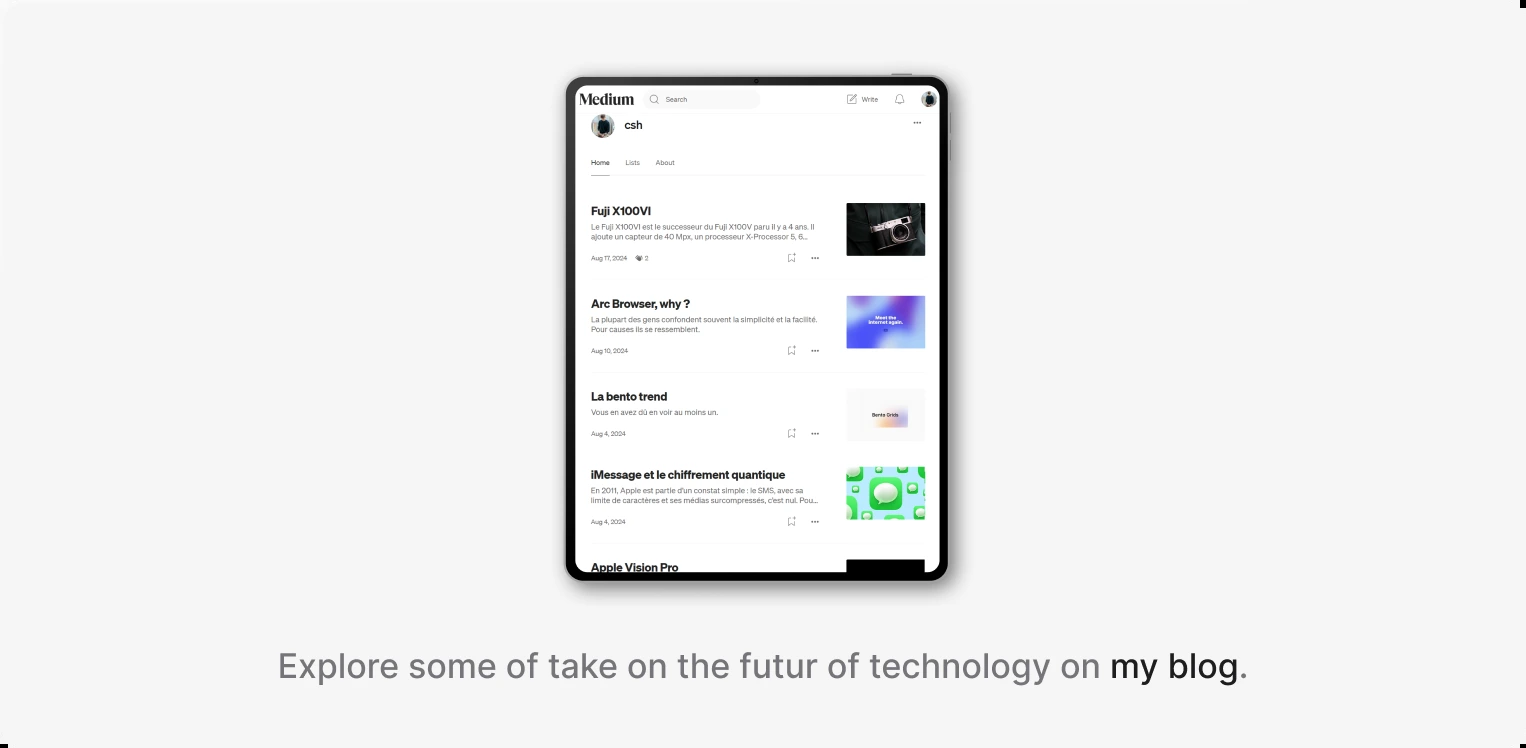 Medium
Search
Write
csh
Home Lists About
Fuji X100VI
Le Fuji X100VI est le successeur du Fuji X100V paru il y a 4 ans. Il
ajoute un capteur de 40 Mpx, un processeur X-Processor 5, 6...
Aug 17, 2024 2
Arc Browser, why ?
La plupart des gens confondent souvent la simplicité et la facilité.
Pour causes ils se ressemblent.
Meet the
internet again.
Aug 10, 2024
La bento trend
Vous en avez dû en voir au moins un.
Bento Grids
Aug 4, 2024
iMessage et le chiffrement quantique
En 2011, Apple est partie d'un constat simple : le SMS, avec sa
limite de caractères et ses médias surcompressés, c'est nul. Pou...
Aug 4, 2024
Apple Vision Pro
Explore some of take on the futur of technology on my blog.